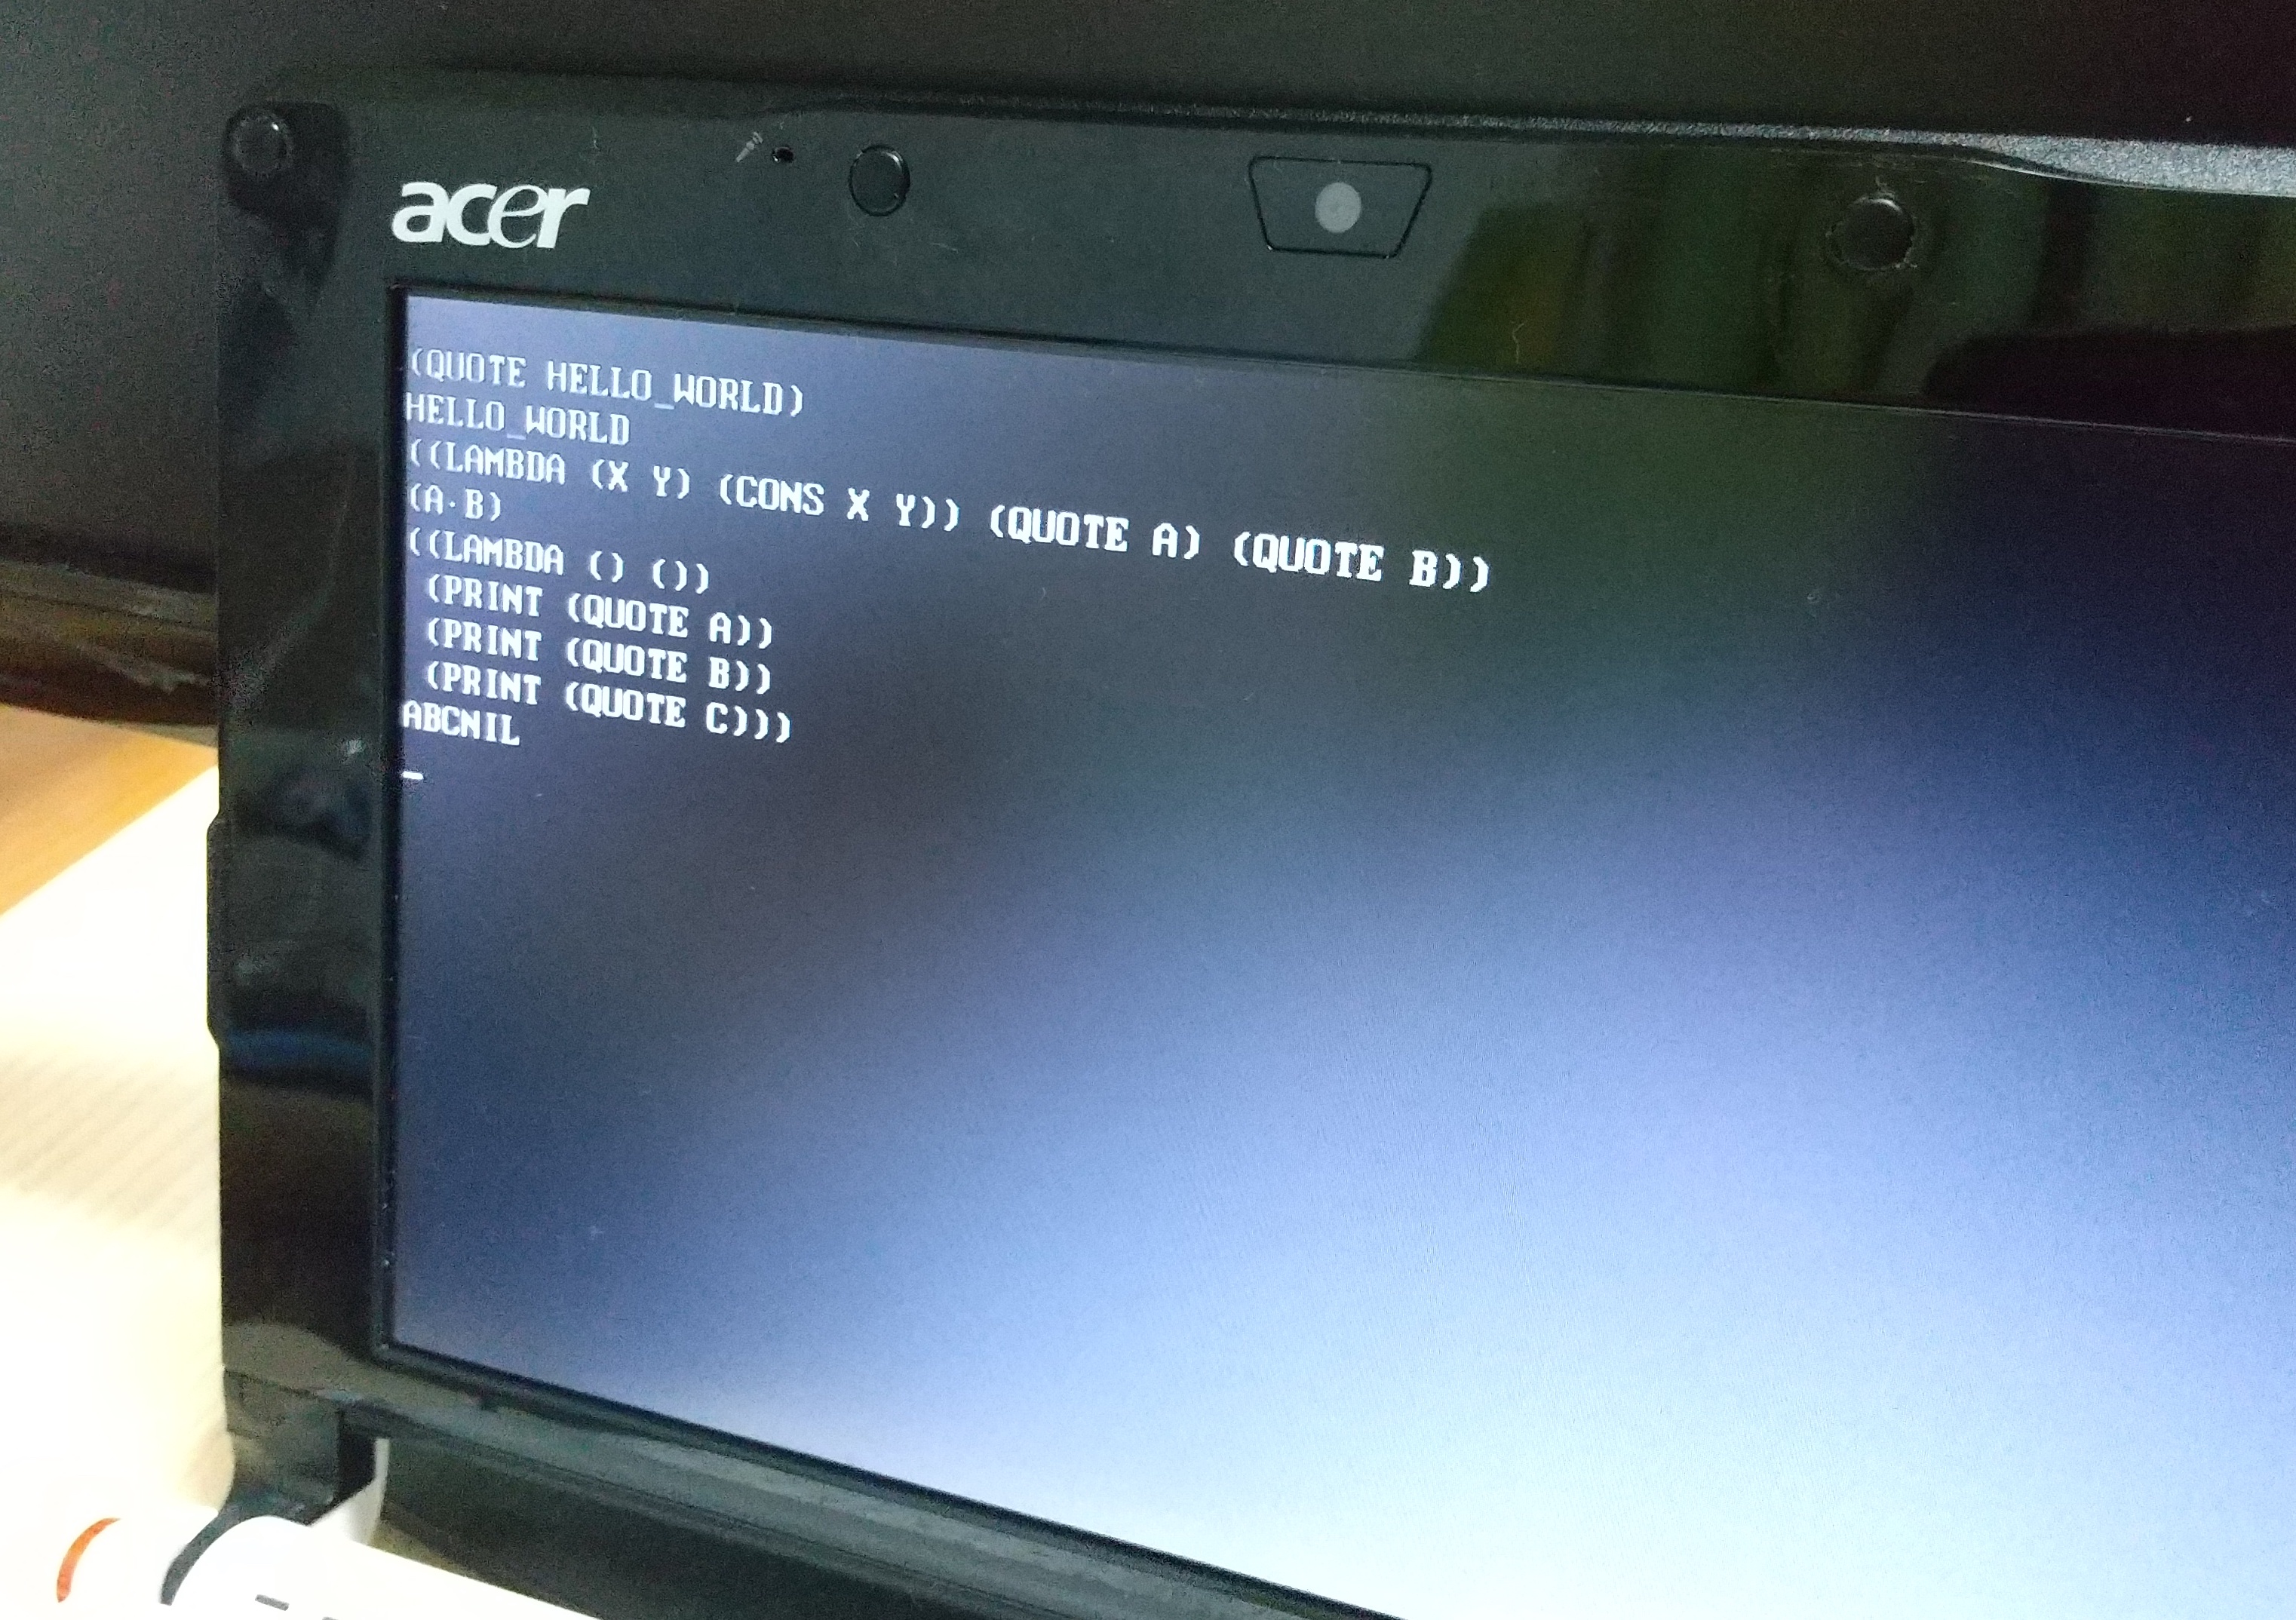 acer
(QUOTE HELLO_WORLD)
HELLO_WORLD
((LAMBDA (X Y) (CONS X Y)) (QUOTE A) (QUOTE B))
(A∙B)
((LAMBDA () ())
 (PRINT (QUOTE A))
 (PRINT (QUOTE B))
 (PRINT (QUOTE C)))
ABCNIL
_